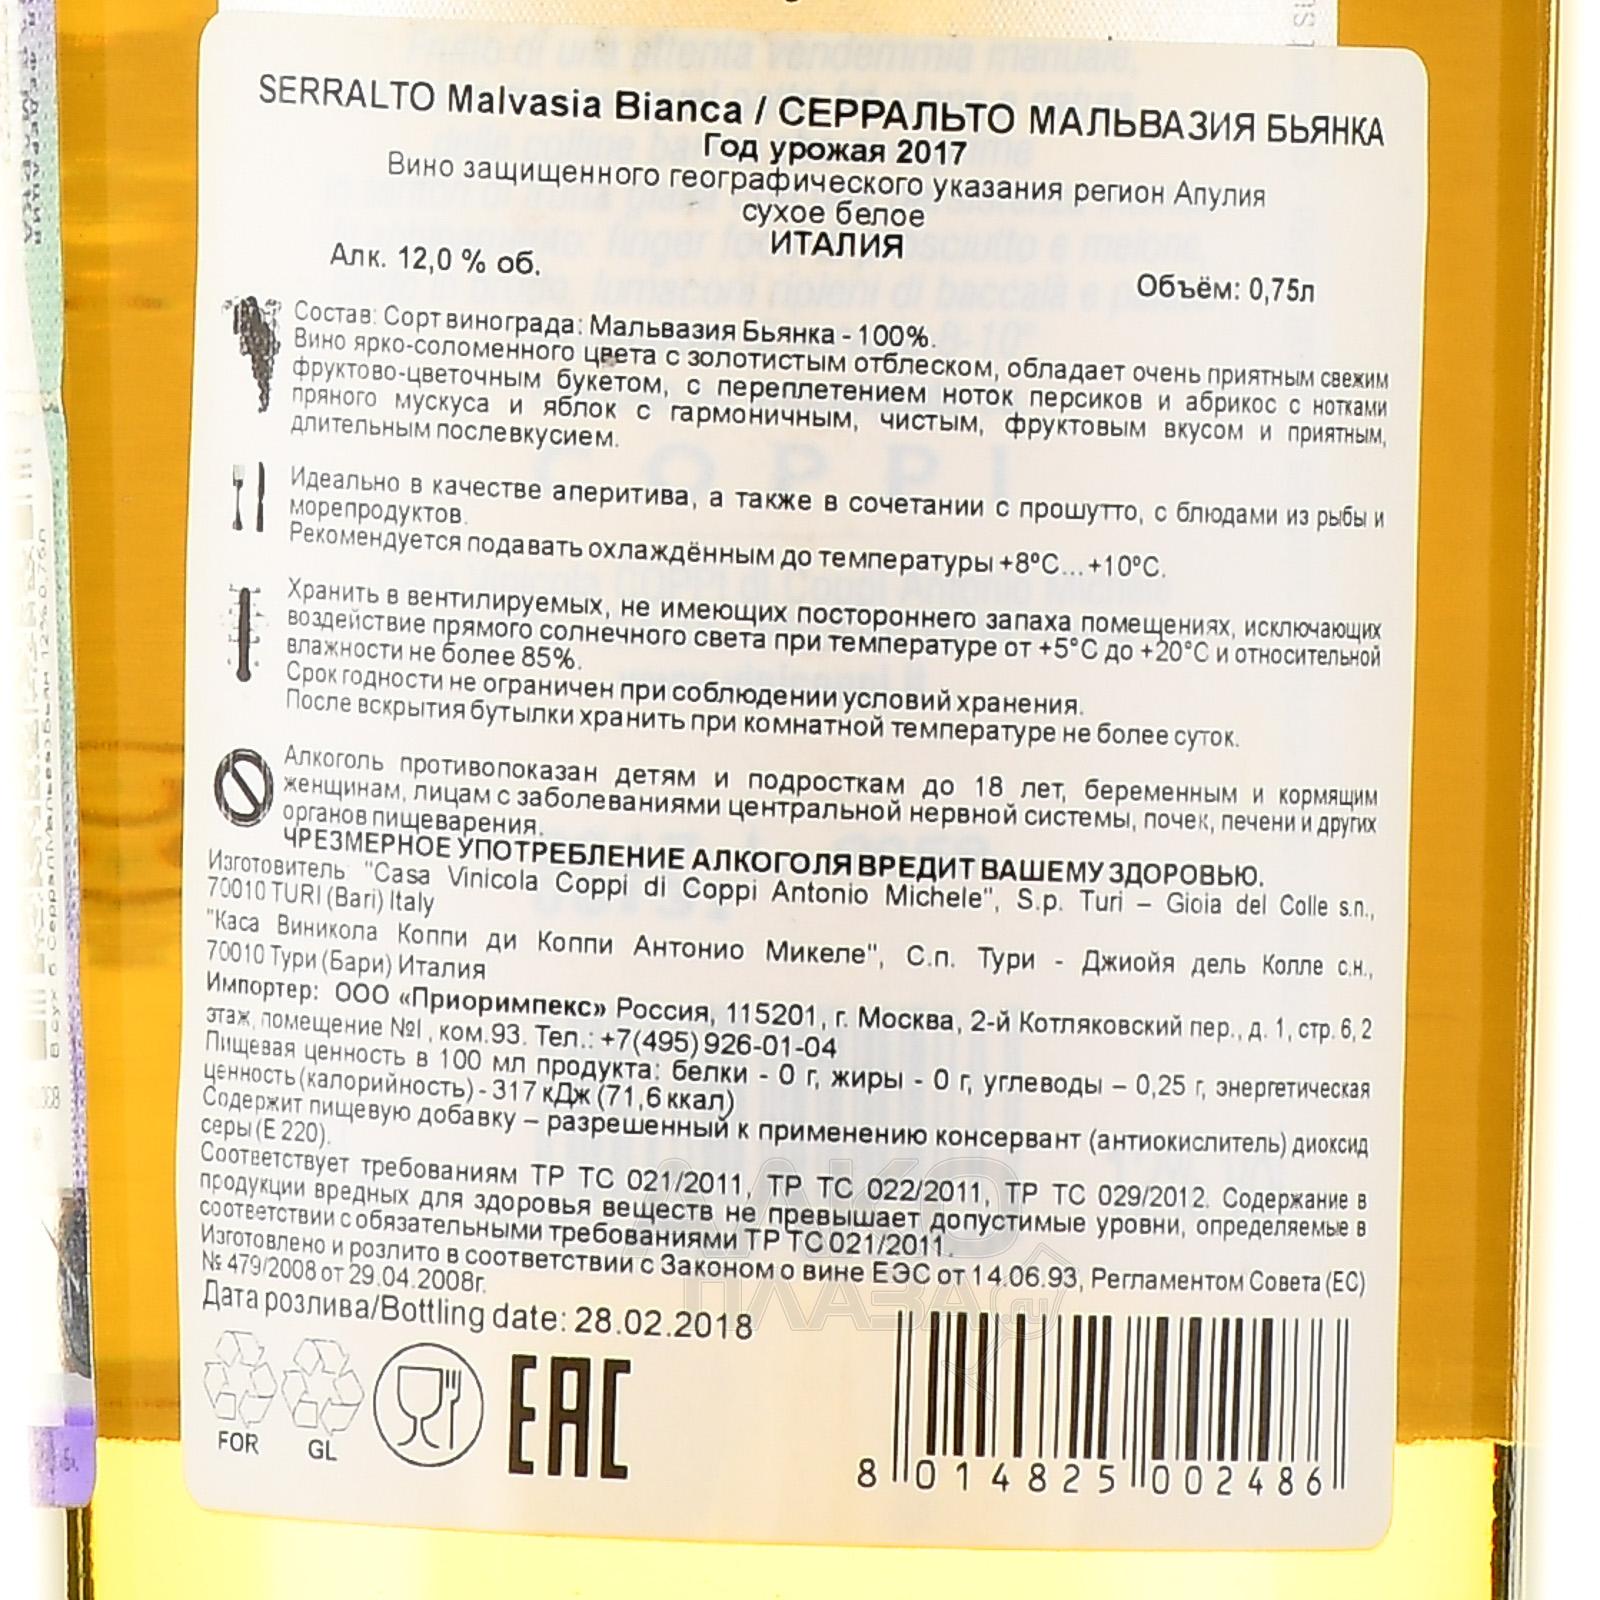 SERRALTO Malvasia Bianca / СЕРРАЛЬТО МАЛЬВАЗИЯ БЬЯНКА
Год урожая 2017
Вино защищенного географического указания регион Апулия
сухое белое
ИТАЛИЯ
Алк. 12,0 % об.
Объём: 0,75л
Состав: Сорт винограда: Мальвазия Бьянка - 100%.
Вино ярко-соломенного цвета с золотистым отблеском, обладает очень приятным свежим
фруктово-цветочным букетом, с переплетением ноток персиков и абрикос с нотками
пряного мускуса и яблок с гармоничным, чистым, фруктовым вкусом и приятным,
длительным послевкусием.
Идеально в качестве аперитива, а также в сочетании с прошутто, с блюдами из рыбы и
морепродуктов.
Рекомендуется подавать охлаждённым до температуры +8°С...+10°С.
Хранить в вентилируемых, не имеющих постороннего запаха помещениях, исключающих
воздействие прямого солнечного света при температуре от +5°С до +20°С и относительной
влажности не более 85%.
Срок годности не ограничен при соблюдении условий хранения.
После вскрытия бутылки хранить при комнатной температуре не более суток.
Алкоголь противопоказан детям и подросткам до 18 лет, беременным и кормящим
женщинам, лицам с заболеваниями центральной нервной системы, почек, печени и других
органов пищеварения.
ЧРЕЗМЕРНОЕ УПОТРЕБЛЕНИЕ АЛКОГОЛЯ ВРЕДИТ ВАШЕМУ ЗДОРОВЬЮ.
Изготовитель "Casa Vinicola Coppi di Coppi Antonio Michele", S.p. Turi – Gioia del Colle s.n.,
70010 TURI (Bari) Italy
"Каса Виникола Коппи ди Коппи Антонио Микеле", С.п. Тури - Джиойя дель Колле с.н.,
70010 Тури (Бари) Италия
Импортер: ООО «Приоримпекс» Россия, 115201, г. Москва, 2-й Котляковский пер., д. 1, стр. 6, 2
этаж, помещение №I, ком.93. Тел.: +7(495) 926-01-04
Пищевая ценность в 100 мл продукта: белки - 0 г, жиры - 0 г, углеводы – 0,25 г, энергетическая
ценность (калорийность) - 317 кДж (71,6 ккал)
Содержит пищевую добавку – разрешенный к применению консервант (антиокислитель) диоксид
серы (Е 220).
Соответствует требованиям ТР ТС 021/2011, ТР ТС 022/2011, ТР ТС 029/2012. Содержание в
продукции вредных для здоровья веществ не превышает допустимые уровни, определяемые в
соответствии с обязательными требованиями ТР ТС 021/2011.
Изготовлено и розлито в соответствии с Законом о вине ЕЭС от 14.06.93, Регламентом Совета (ЕС)
№ 479/2008 от 29.04.2008г.
Дата розлива/Bottling date: 28.02.2018
FOR
GL
EAC
8 014825 002486
АЛКО
ПЛАЗА.ru